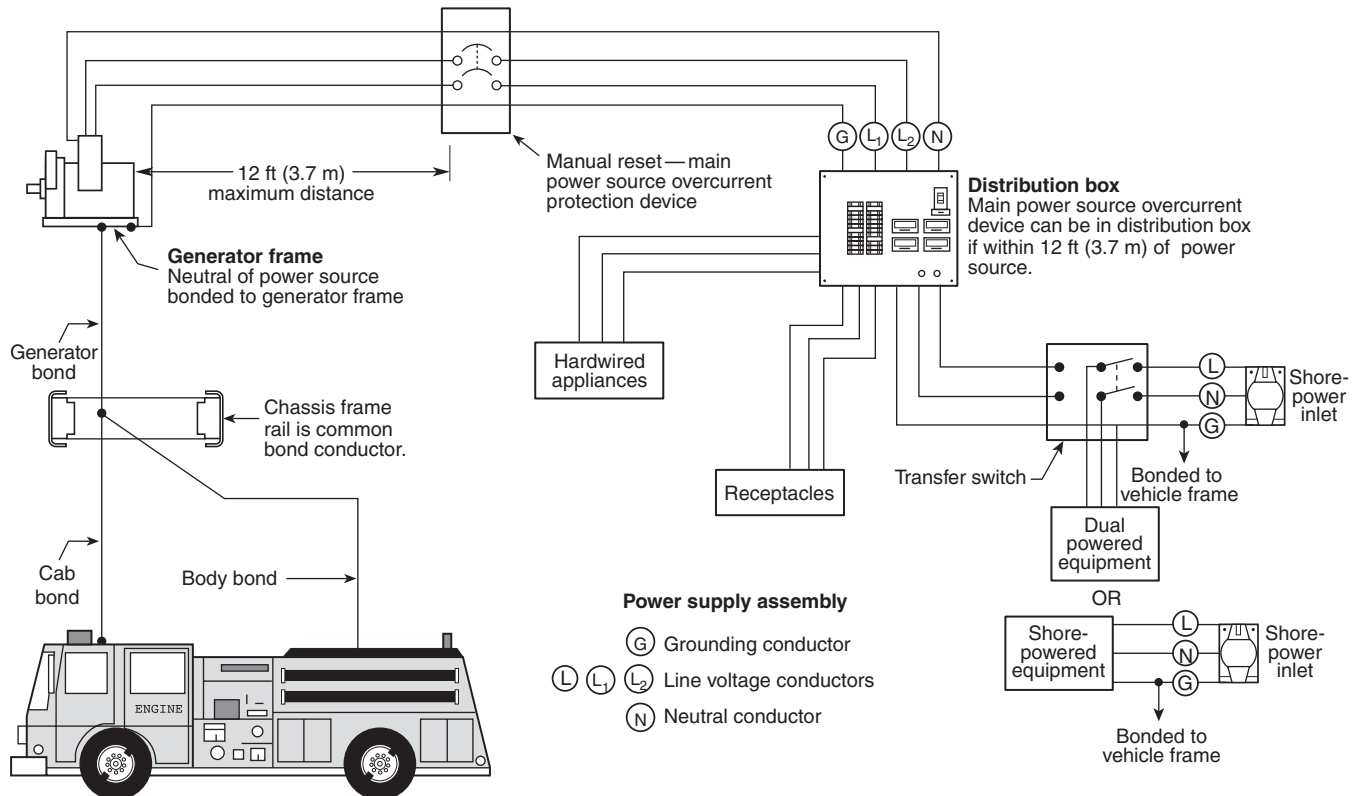 12 ft (3.7 m)
maximum distance
Manual reset—main
power source overcurrent
protection device
G
L1
L2
N
Distribution box
Main power source overcurrent
device can be in distribution box
if within 12 ft (3.7 m) of power
source.
Generator frame
Neutral of power source
bonded to generator frame
Generator
bond
Hardwired
appliances
Chassis frame
rail is common
bond conductor.
L
N
G
Shore-
power
inlet
Receptacles
Transfer switch
Bonded to
vehicle frame
Dual
powered
equipment
Cab
bond
Body bond
OR
Power supply assembly
G Grounding conductor
L L1 L2 Line voltage conductors
N Neutral conductor
Shore-
powered
equipment
L
N
G
Shore-
power
inlet
Bonded to
vehicle frame
ENGINE